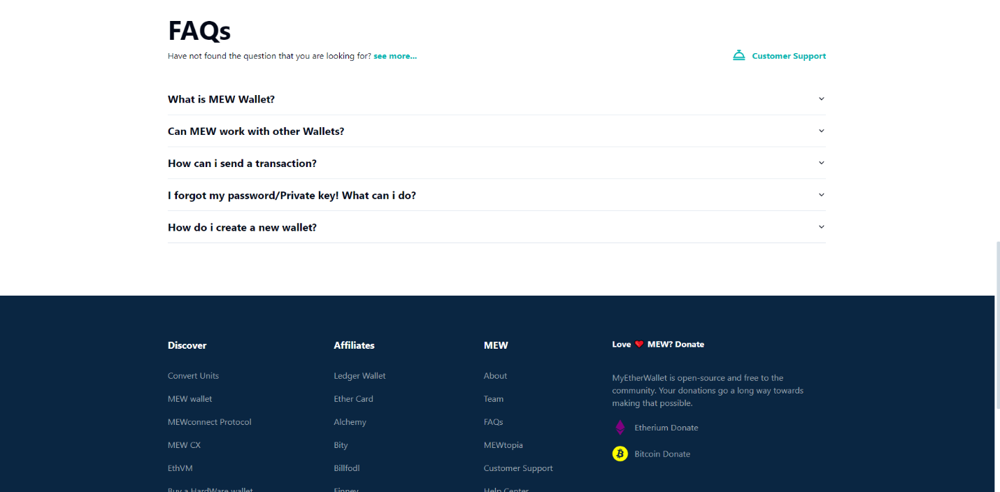 FAQs
Have not found the question that you are looking for? see more...
Customer Support
What is MEW Wallet?
Can MEW work with other Wallets?
How can i send a transaction?
I forgot my password/Private key! What can i do?
How do i create a new wallet?
Discover
Convert Units
MEW wallet
MEWconnect Protocol
MEW CX
EthVM
Buy a HardWare wallet
Affiliates
Ledger Wallet
Ether Card
Alchemy
Bity
Billfodl
Finney
MEW
About
Team
FAQs
MEWtopia
Customer Support
Help Center
Love ❤ MEW? Donate
MyEtherWallet is open-source and free to the
community. Your donations go a long way towards
making that possible.
Etherium Donate
Bitcoin Donate